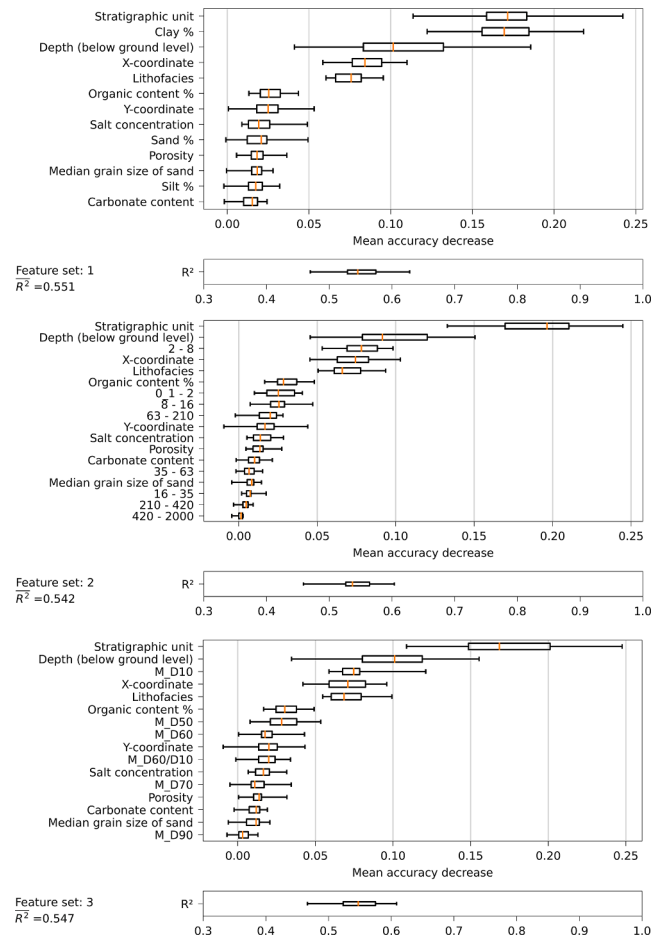 Stratigraphic unit
Clay %
Depth (below ground level)
X-coordinate
Lithofacies
Organic content %
Y-coordinate
Salt concentration
Sand %
Porosity
Median grain size of sand
Silt %
Carbonate content
0.00 0.05 0.10 0.15 0.20 0.25
Mean accuracy decrease
Feature set: 1
R² =0.551
R²
0.3 0.4 0.5 0.6 0.7 0.8 0.9 1.0
Stratigraphic unit
Depth (below ground level)
2 - 8
X-coordinate
Lithofacies
Organic content %
0_1 - 2
8 - 16
63 - 210
Y-coordinate
Salt concentration
Porosity
Carbonate content
35 - 63
Median grain size of sand
16 - 35
210 - 420
420 - 2000
0.00 0.05 0.10 0.15 0.20 0.25
Mean accuracy decrease
Feature set: 2
R² =0.542
R²
0.3 0.4 0.5 0.6 0.7 0.8 0.9 1.0
Stratigraphic unit
Depth (below ground level)
M_D10
X-coordinate
Lithofacies
Organic content %
M_D50
M_D60
Y-coordinate
M_D60/D10
Salt concentration
M_D70
Porosity
Carbonate content
Median grain size of sand
M_D90
0.00 0.05 0.10 0.15 0.20 0.25
Mean accuracy decrease
Feature set: 3
R² =0.547
R²
0.3 0.4 0.5 0.6 0.7 0.8 0.9 1.0